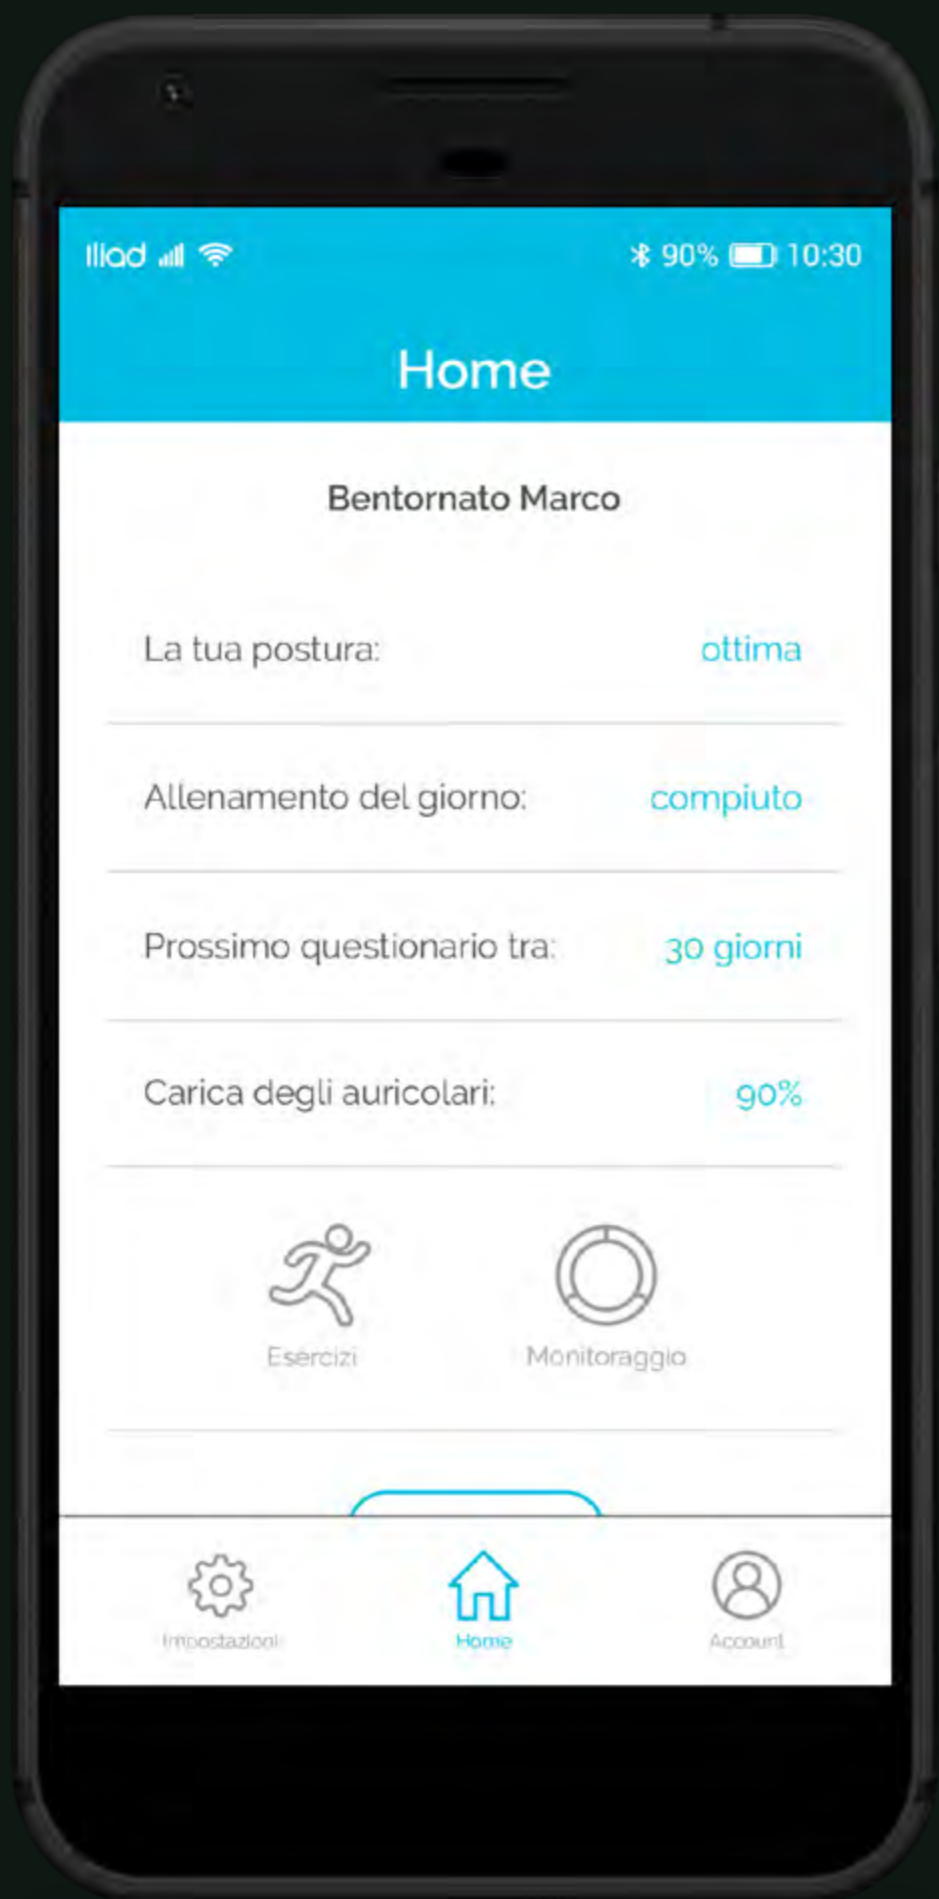 Iliad 90% 10:30
Home
Bentornato Marco
La tua postura: ottima
Allenamento del giorno: compiuto
Prossimo questionario tra: 30 giorni
Carica degli auricolari: 90%
Esercizi Monitoraggio
Impostazioni Home Account